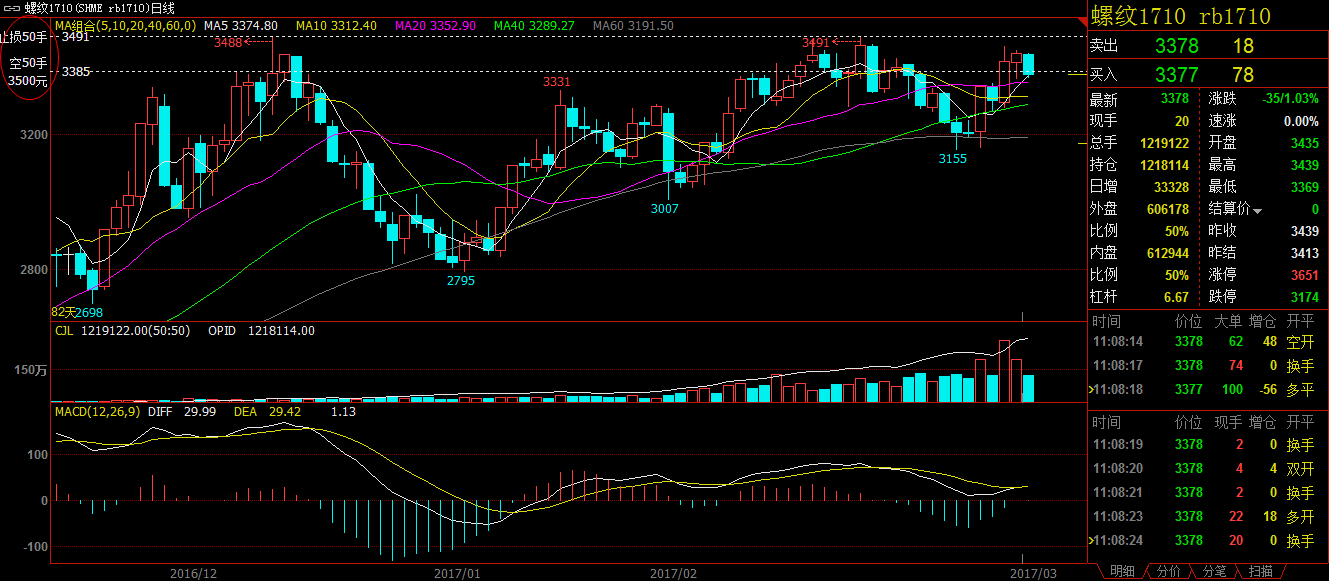 螺纹1710(SHME rb1710)日线
MA组合(5,10,20,40,60,0) MA5 3374.80 MA10 3312.40 MA20 3352.90 MA40 3289.27 MA60 3191.50
止损50手
3491
3488
3491
空50手
3385
3500元
3331
3200
3155
3007
2800
2795
82天2698
CJL 1219122.00(50:50) OPID 1218114.00
150万
MACD(12,26,9) DIFF 29.99 DEA 29.42 1.13
100
0
-100
2016/12 2017/01 2017/02 2017/03
螺纹1710 rb1710
卖出 3378 18
买入 3377 78
最新 3378 涨跌 -35/1.03%
现手 20 速涨 0.00%
总手 1219122 开盘 3435
持仓 1218114 最高 3439
日增 33328 最低 3369
外盘 606178 结算价 0
比例 50% 昨收 3439
内盘 612944 昨结 3413
比例 50% 涨停 3651
杠杆 6.67 跌停 3174
时间 价位 大单 增仓 开平
11:08:14 3378 62 48 空开
11:08:17 3378 74 0 换手
11:08:18 3377 100 -56 多平
时间 价位 现手 增仓 开平
11:08:19 3378 2 0 换手
11:08:20 3378 4 4 双开
11:08:21 3378 2 0 换手
11:08:23 3378 22 18 多开
11:08:24 3378 20 0 换手
明细 分价 分笔 扫描